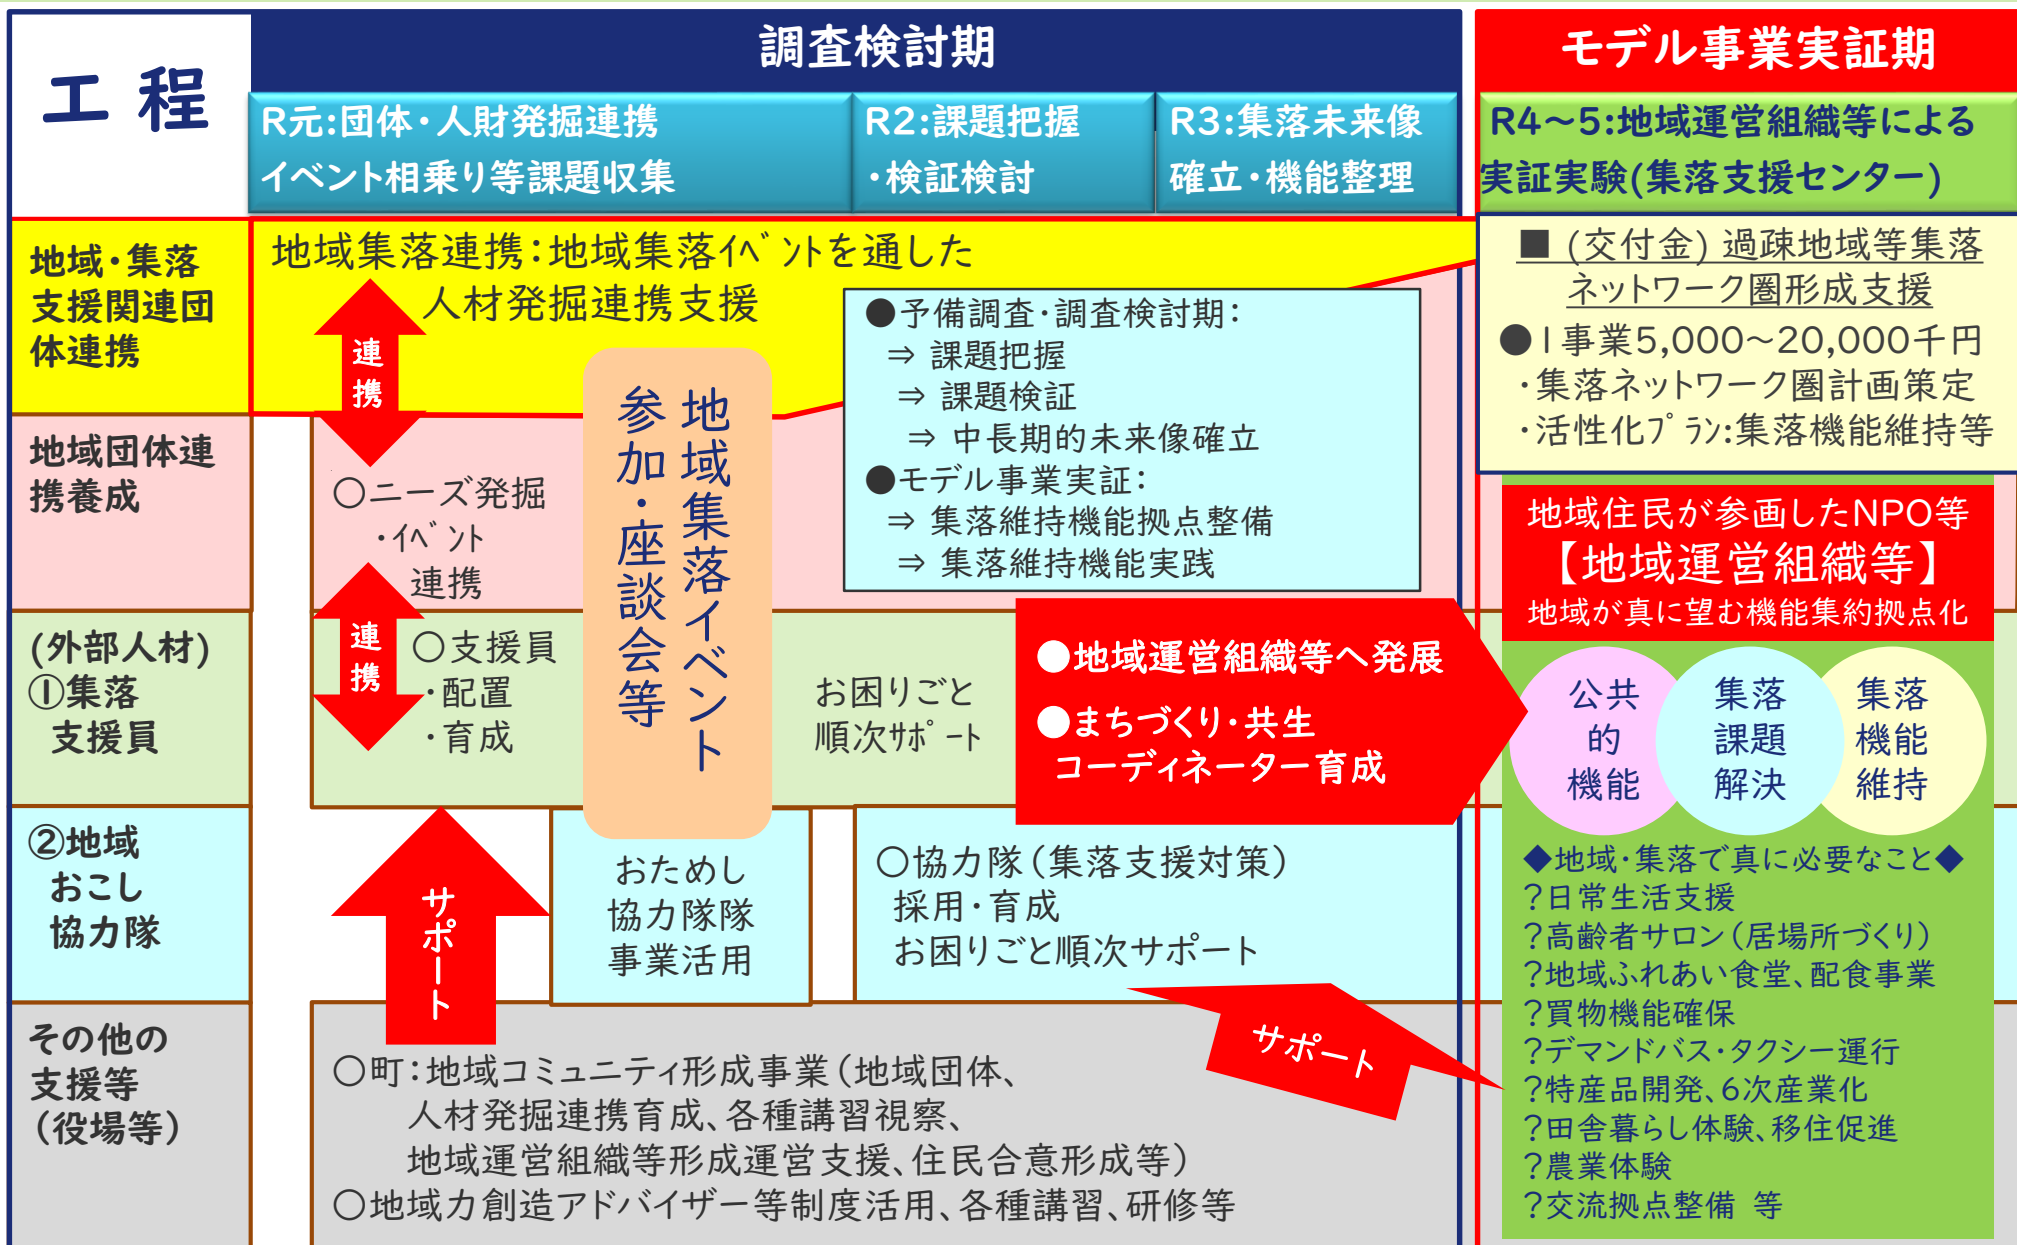 工 程
調査検討期
モデル事業実証期
R元:団体・人財発掘連携
イベント相乗り等課題収集
R2:課題把握
・検証検討
R3:集落未来像
確立・機能整理
R4～5:地域運営組織等による
実証実験(集落支援センター)
地域・集落
支援関連団
体連携
地域集落連携：地域集落ｲﾍﾞﾝﾄを通した
人材発掘連携支援
連携
●予備調査・調査検討期：
⇒ 課題把握
⇒ 課題検証
⇒ 中長期的未来像確立
●モデル事業実証：
⇒ 集落維持機能拠点整備
⇒ 集落維持機能実践
■ (交付金) 過疎地域等集落
ネットワーク圏形成支援
●1事業5,000～20,000千円
・集落ネットワーク圏計画策定
・活性化ﾌﾟﾗﾝ:集落機能維持等
地域団体連
携養成
〇ニーズ発掘
・ｲﾍﾞﾝﾄ
連携
地域集落イベント
参加・座談会等
地域住民が参画したNPO等
【地域運営組織等】
地域が真に望む機能集約拠点化
(外部人材)
①集落
支援員
連携
〇支援員
・配置
・育成
お困りごと
順次ｻﾎﾟｰﾄ
●地域運営組織等へ発展
●まちづくり・共生
コーディネーター育成
公共
的
機能
集落
課題
解決
集落
機能
維持
②地域
おこし
協力隊
サポート
おためし
協力隊隊
事業活用
〇協力隊（集落支援対策）
採用・育成
お困りごと順次サポート
◆地域・集落で真に必要なこと◆
？日常生活支援
？高齢者サロン（居場所づくり）
？地域ふれあい食堂、配食事業
？買物機能確保
？デマンドバス・タクシー運行
？特産品開発、6次産業化
？田舎暮らし体験、移住促進
？農業体験
？交流拠点整備 等
その他の
支援等
（役場等）
サポート
〇町：地域コミュニティ形成事業（地域団体、
人材発掘連携育成、各種講習視察、
地域運営組織等形成運営支援、住民合意形成等）
〇地域力創造アドバイザー等制度活用、各種講習、研修等